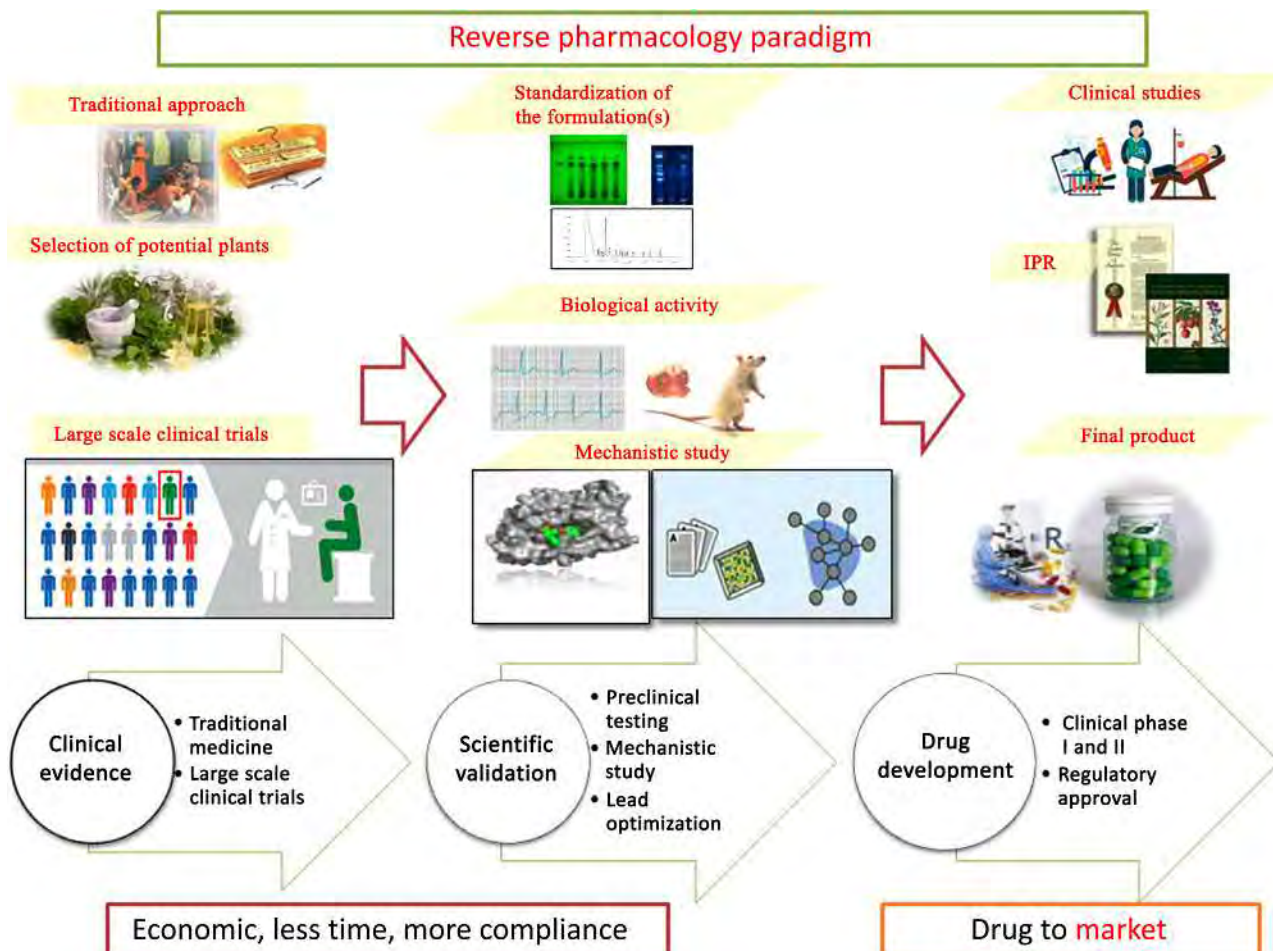 Reverse pharmacology paradigm
Traditional approach
Selection of potential plants
Large scale clinical trials
Standardization of
the formulation(s)
Biological activity
Mechanistic study
A
Clinical studies
IPR
Final product
R
Clinical
evidence
• Traditional
medicine
• Large scale
clinical trials
Scientific
validation
• Preclinical
testing
• Mechanistic
study
• Lead
optimization
Drug
development
• Clinical phase
I and II
• Regulatory
approval
Economic, less time, more compliance
Drug to market